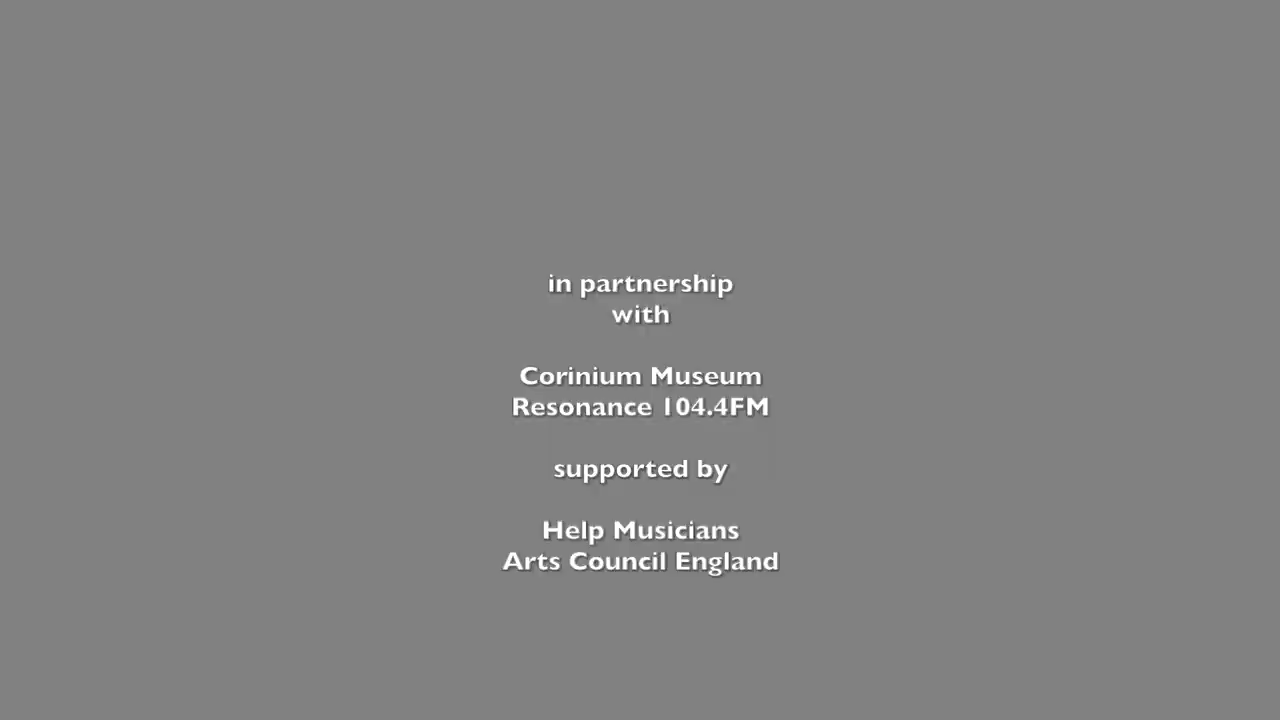 in partnership
with
Corinium Museum
Resonance 104.4FM
supported by
Help Musicians
Arts Council England